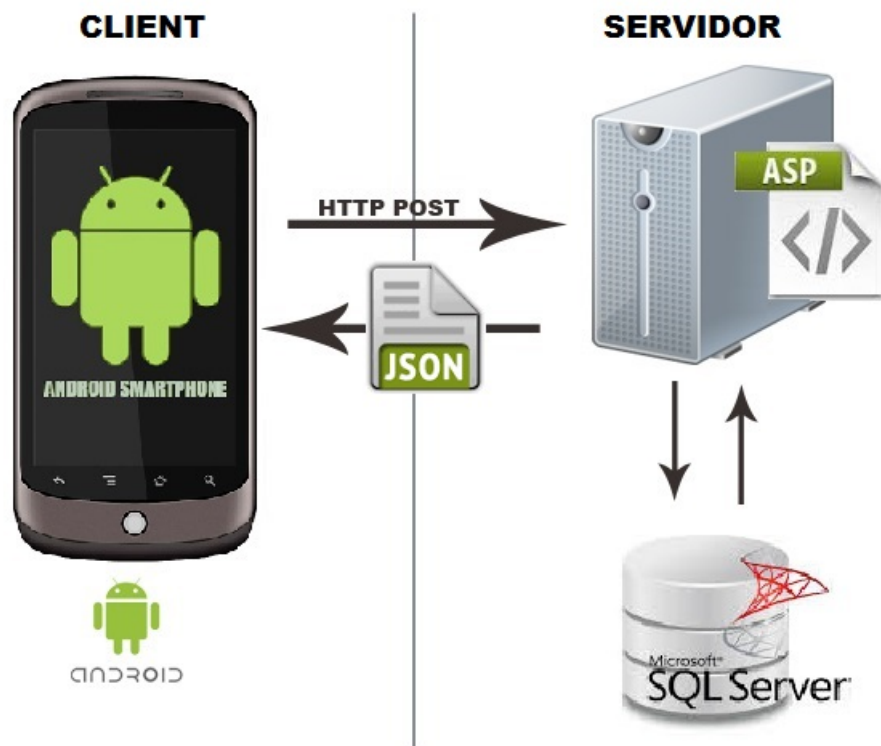 CLIENT
SERVIDOR
ASP
HTTP POST
</>
JSON
ANDROID SMARTPHONE
Microsoft®
SQL Server®
ANDROID